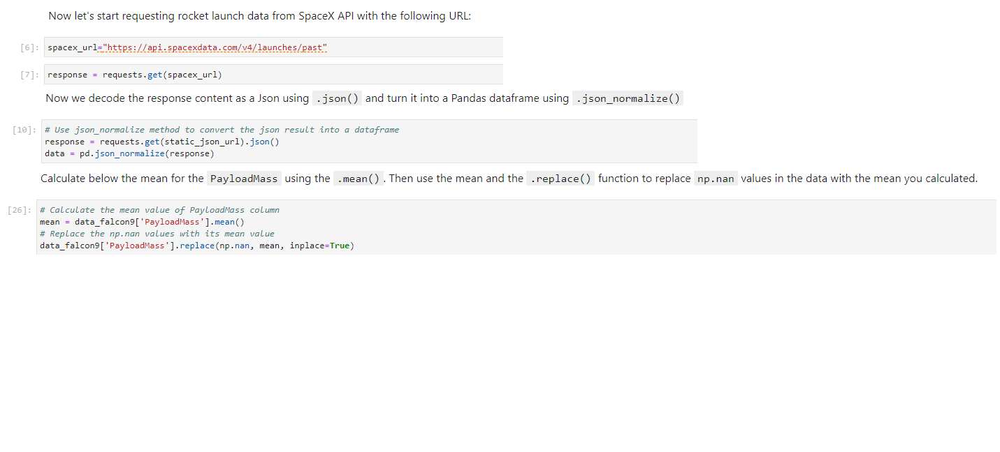 Now let's start requesting rocket launch data from SpaceX API with the following URL:
[6]: spacex_url="https://api.spacexdata.com/v4/launches/past"
[7]: response = requests.get(spacex_url)
Now we decode the response content as a Json using .json() and turn it into a Pandas dataframe using .json_normalize()
[10]: # Use json_normalize method to convert the json result into a dataframe
response = requests.get(static_json_url).json()
data = pd.json_normalize(response)
Calculate below the mean for the PayloadMass using the .mean(). Then use the mean and the .replace() function to replace np.nan values in the data with the mean you calculated.
[26]: # Calculate the mean value of PayloadMass column
mean = data_falcon9['PayloadMass'].mean()
# Replace the np.nan values with its mean value
data_falcon9['PayloadMass'].replace(np.nan, mean, inplace=True)